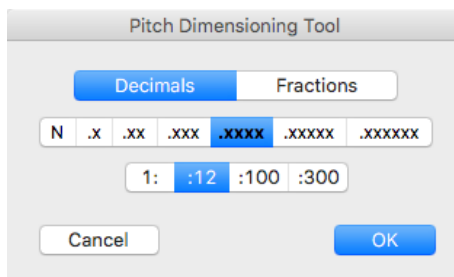 Pitch Dimensioning Tool
Decimals Fractions
N .x .xx .xxx .xxxx .xxxxx .xxxxxx
1: :12 :100 :300
Cancel OK